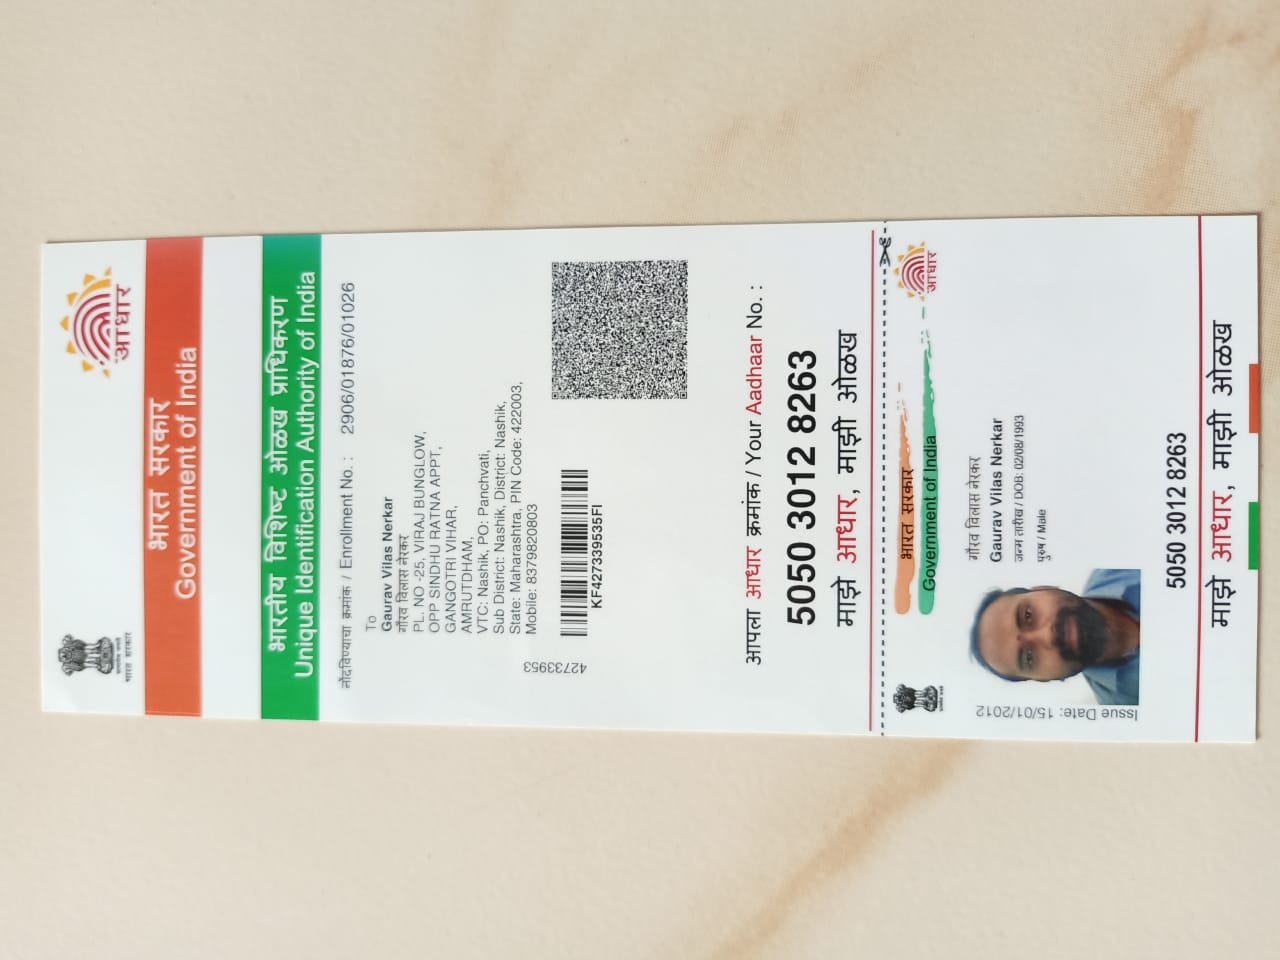 आधार
भारत सरकार
Government of India
भारतीय विशिष्ट ओळख प्राधिकरण
Unique Identification Authority of India
नोंदविण्याचा क्रमांक / Enrollment No. : 2906/01876/01026
To
Gaurav Vilas Nerkar
गौरव विलास नेरकर
PL. NO -25, VIRAJ BUNGLOW,
OPP SINDHU RATNA APPT,
GANGOTRI VIHAR,
AMRUTDHAM,
VTC: Nashik, PO: Panchvati,
Sub District: Nashik, District: Nashik,
State: Maharashtra, PIN Code: 422003,
Mobile: 8379820803
42733953
KF427339535FI
आपला आधार क्रमांक / Your Aadhaar No. :
5050 3012 8263
माझे आधार, माझी ओळख
भारत सरकार
Government of India
आधार
Issue Date: 15/01/2012
गौरव विलास नेरकर
Gaurav Vilas Nerkar
जन्म तारीख / DOB: 02/08/1993
पुरुष / Male
5050 3012 8263
माझे आधार, माझी ओळख